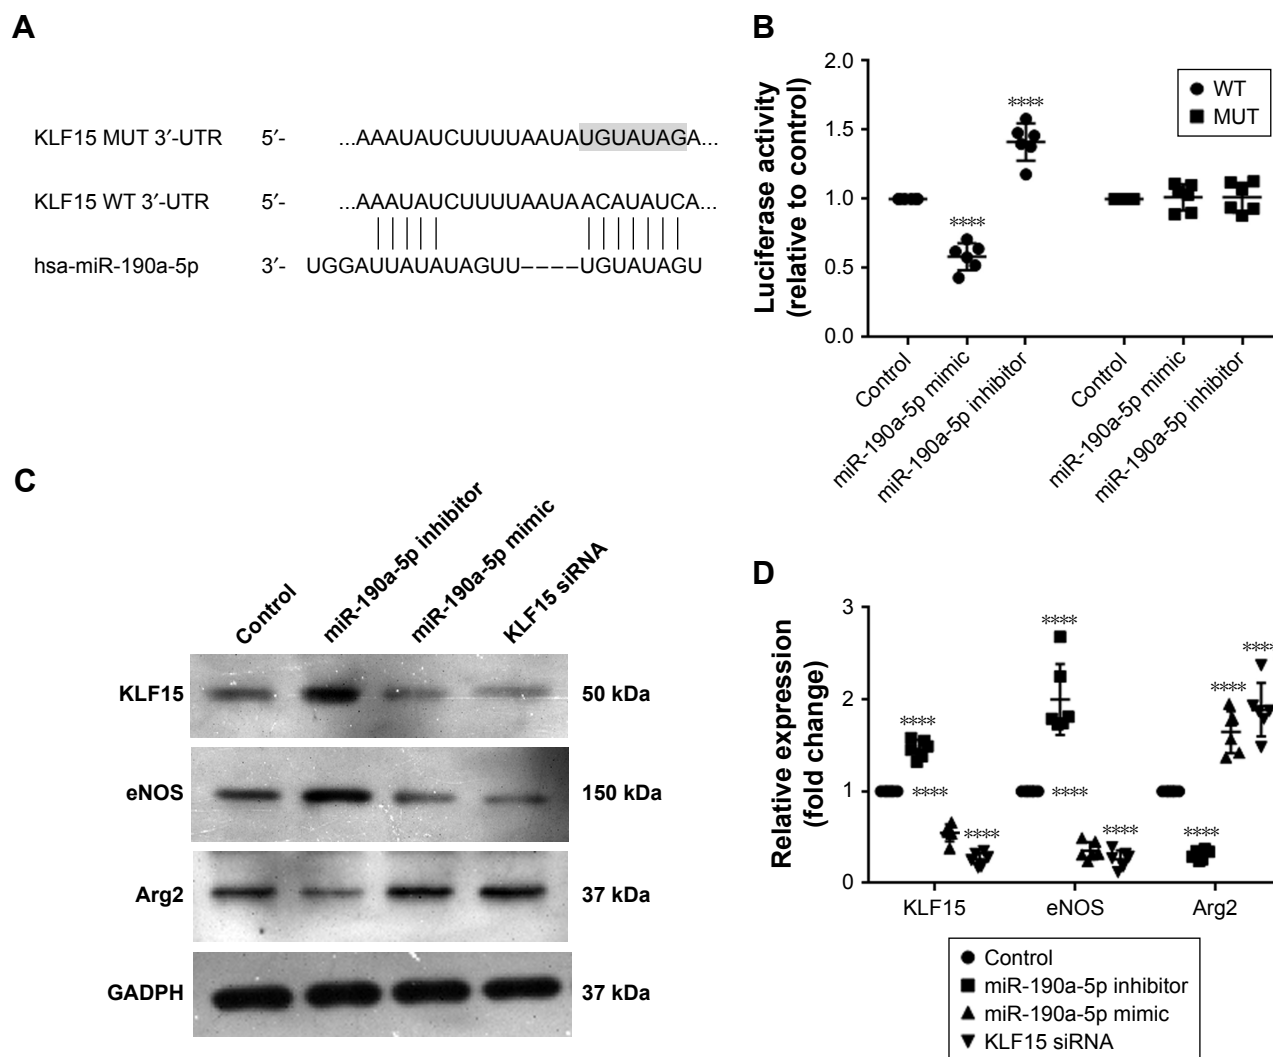 A
KLF15 MUT 3′-UTR 5′- ...AAAUAUCUUUUAAUAUGUAUAGA...
KLF15 WT 3′-UTR 5′- ...AAAUAUCUUUUAAUAACAUAUCA...
hsa-miR-190a-5p 3′- UGGAUUAUAUAGUU----UGUAUAGU
B
Luciferase activity
(relative to control)
2.0
1.5
1.0
0.5
0.0
****
****
WT
MUT
Control
miR-190a-5p mimic
miR-190a-5p inhibitor
Control
miR-190a-5p mimic
miR-190a-5p inhibitor
C
Control
miR-190a-5p inhibitor
miR-190a-5p mimic
KLF15 siRNA
KLF15 50 kDa
eNOS 150 kDa
Arg2 37 kDa
GADPH 37 kDa
D
Relative expression
(fold change)
3
2
1
0
****
****
****
****
****
****
****
****
****
KLF15 eNOS Arg2
Control
miR-190a-5p inhibitor
miR-190a-5p mimic
KLF15 siRNA